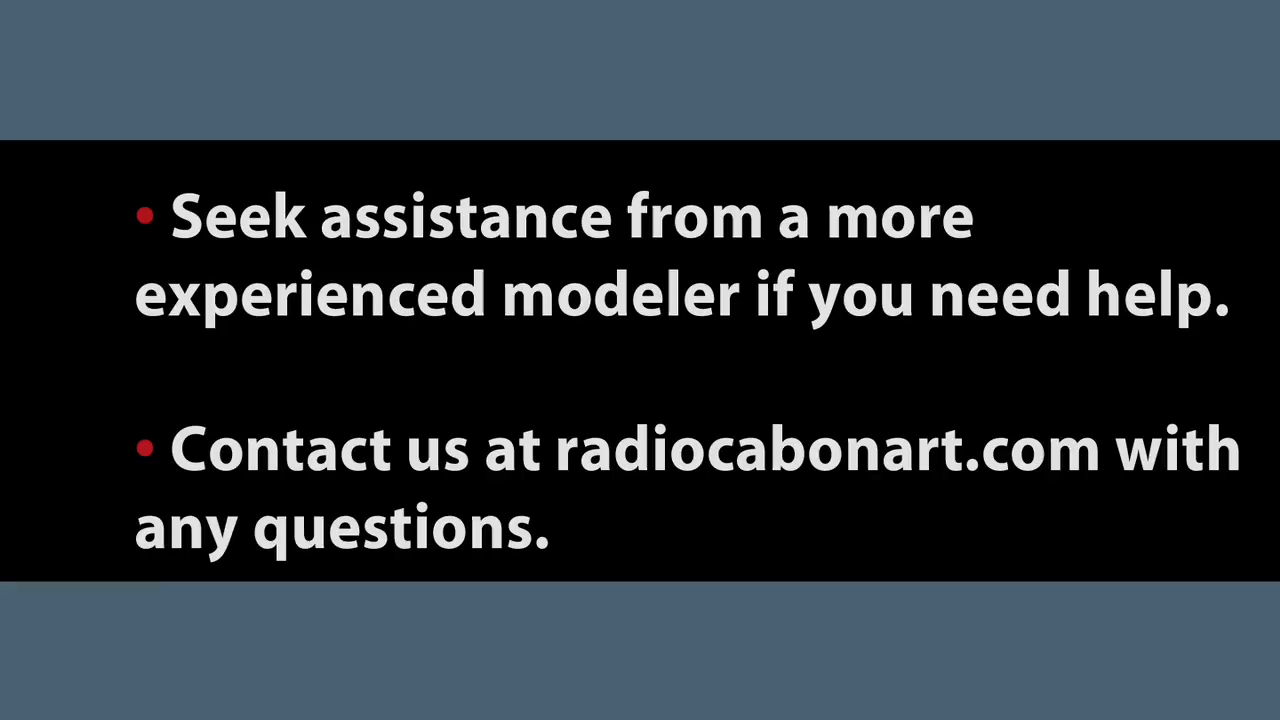 • Seek assistance from a more
experienced modeler if you need help.
• Contact us at radiocabonart.com with
any questions.